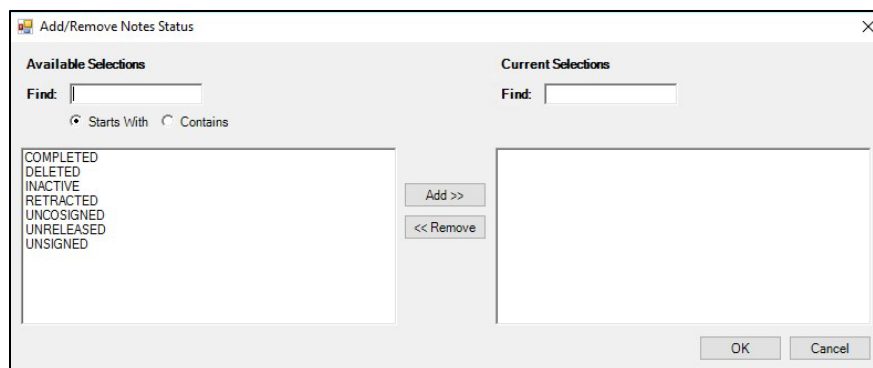 Add/Remove Notes Status
Available Selections
Current Selections
Find:
Find:
Starts With
Contains
COMPLETED
DELETED
INACTIVE
RETRACTED
UNCOSIGNED
UNRELEASED
UNSIGNED
Add >>
<< Remove
OK
Cancel